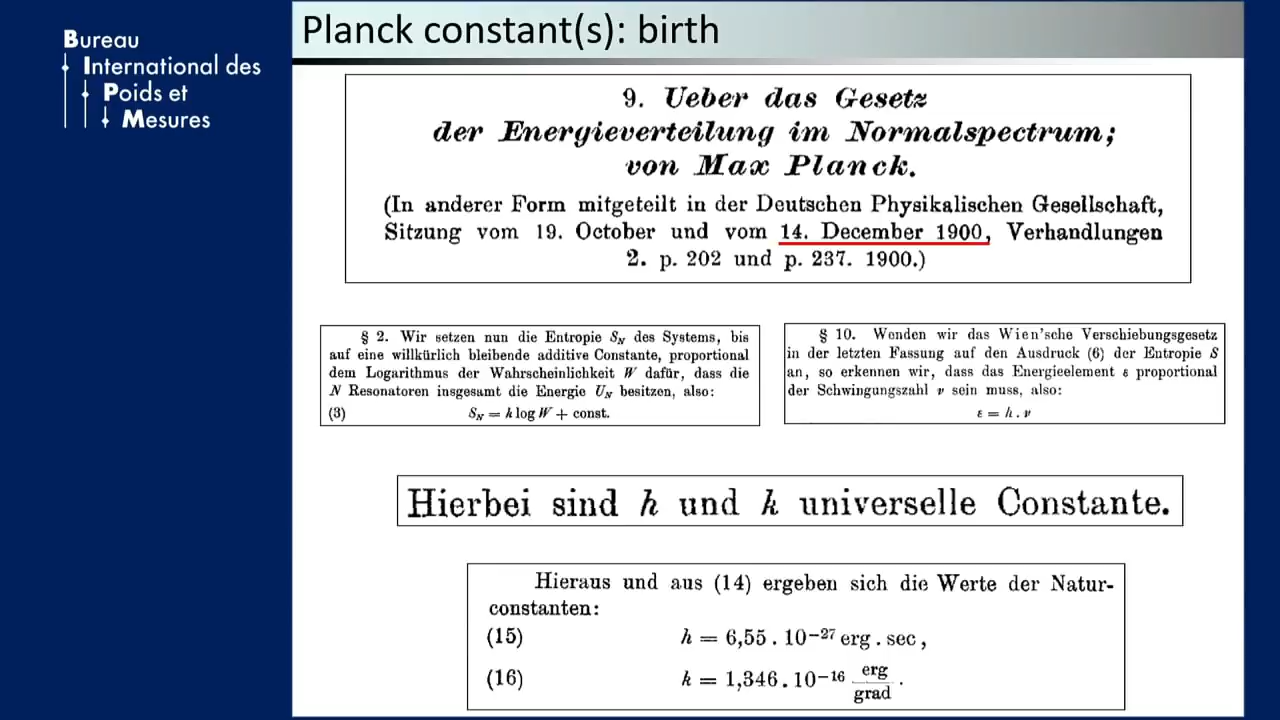 Bureau
International des
Poids et
Mesures
Planck constant(s): birth
9. Ueber das Gesetz
der Energieverteilung im Normalspectrum;
von Max Planck.
(In anderer Form mitgeteilt in der Deutschen Physikalischen Gesellschaft,
Sitzung vom 19. October und vom 14. December 1900, Verhandlungen
2. p. 202 und p. 237. 1900.)
§ 2. Wir setzen nun die Entropie S_N des Systems, bis
auf eine willkürlich bleibende additive Constante, proportional
dem Logarithmus der Wahrscheinlichkeit W dafür, dass die
N Resonatoren insgesamt die Energie U_N besitzen, also:
(3) S_N = k log W + const.
§ 10. Wenden wir das Wien'sche Verschiebungsgesetz
in der letzten Fassung auf den Ausdruck (6) der Entropie S
an, so erkennen wir, dass das Energieelement ε proportional
der Schwingungszahl ν sein muss, also:
ε = h . ν
Hierbei sind h und k universelle Constante.
Hieraus und aus (14) ergeben sich die Werte der Natur-
constanten:
(15) h = 6,55 . 10⁻²⁷ erg . sec,
(16) k = 1,346 . 10⁻¹⁶ erg/grad .